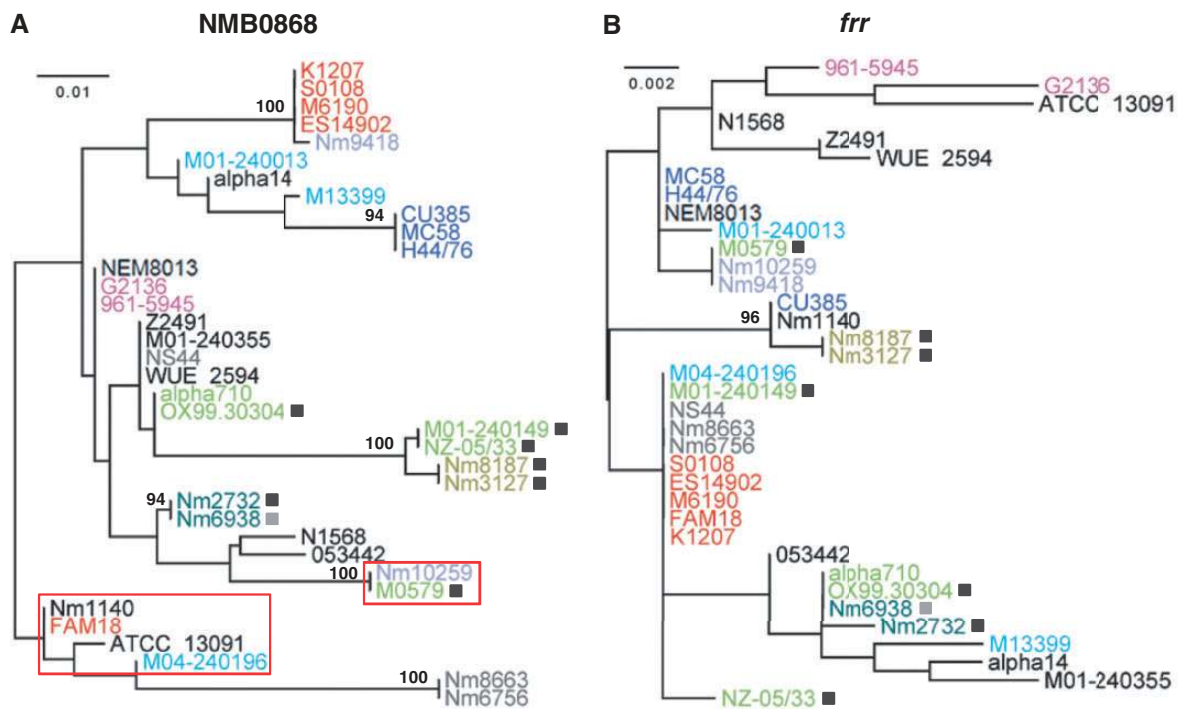 A
NMB0868
0.01
K1207
S0108
100
M6190
ES14902
Nm9418
M01-240013
alpha14
M13399
94
CU385
MC58
H44/76
NEM8013
G2136
961-5945
Z2491
M01-240355
NS44
WUE 2594
alpha710
OX99.30304
M01-240149
100
NZ-05/33
Nm8187
Nm3127
94
Nm2732
Nm6938
N1568
053442
100
Nm10259
M0579
Nm1140
FAM18
ATCC 13091
M04-240196
100
Nm8663
Nm6756
B
frr
0.002
961-5945
G2136
ATCC 13091
N1568
Z2491
WUE 2594
MC58
H44/76
NEM8013
M01-240013
M0579
Nm10259
Nm9418
CU385
96
Nm1140
Nm8187
Nm3127
M04-240196
M01-240149
NS44
Nm8663
Nm6756
S0108
ES14902
M6190
FAM18
K1207
053442
alpha710
OX99.30304
Nm6938
Nm2732
M13399
alpha14
M01-240355
NZ-05/33